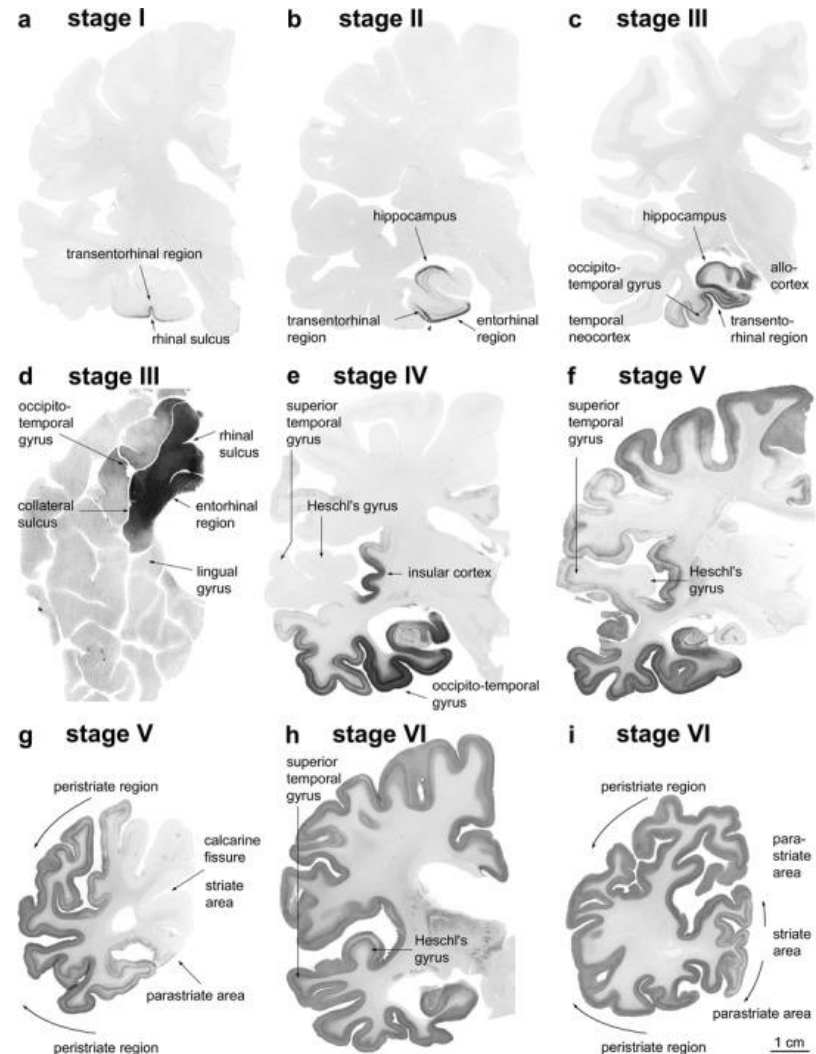 a stage I
transentorhinal region
rhinal sulcus
b stage II
hippocampus
transentorhinal
region
entorhinal
region
c stage III
hippocampus
occipito-
temporal gyrus
allo-
cortex
temporal
neocortex
transento-
rhinal region
d stage III
occipito-
temporal
gyrus
rhinal
sulcus
collateral
sulcus
entorhinal
region
lingual
gyrus
e stage IV
superior
temporal
gyrus
Heschl's gyrus
insular cortex
occipito-temporal
gyrus
f stage V
superior
temporal
gyrus
Heschl's
gyrus
g stage V
peristriate region
calcarine
fissure
striate
area
parastriate area
peristriate region
h stage VI
superior
temporal
gyrus
Heschl's
gyrus
i stage VI
peristriate region
para-
striate
area
striate
area
parastriate area
peristriate region
1 cm